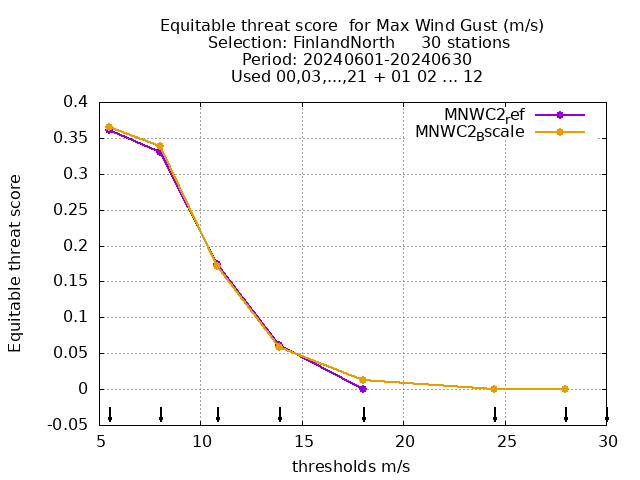 Equitable threat score  for Max Wind Gust (m/s)
Selection: FinlandNorth     30 stations
Period: 20240601-20240630
Used 00,03,...,21 + 01 02 ... 12
MNWC2ref
MNWC2Bscale
Equitable threat score
0.4
0.35
0.3
0.25
0.2
0.15
0.1
0.05
0
-0.05
5 10 15 20 25 30
thresholds m/s